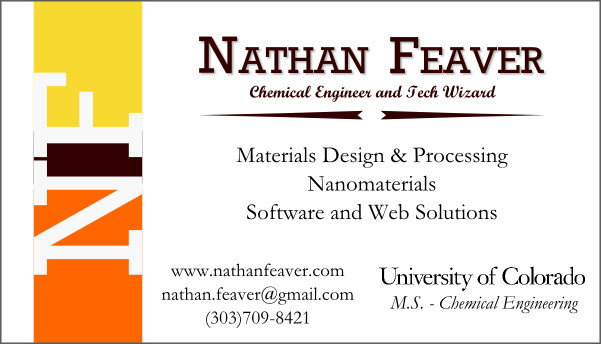 NF
NATHAN FEAVER
Chemical Engineer and Tech Wizard
Materials Design & Processing
Nanomaterials
Software and Web Solutions
www.nathanfeaver.com
nathan.feaver@gmail.com
(303)709-8421
University of Colorado
M.S. - Chemical Engineering